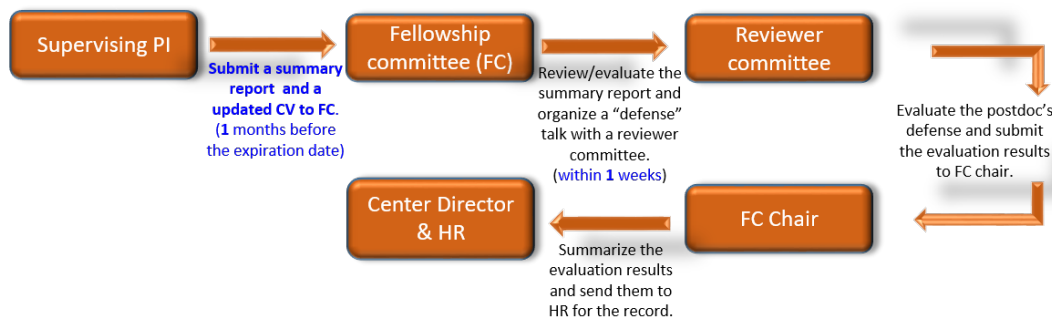 Supervising PI
Submit a summary
report and a
updated CV to FC.
(1 months before
the expiration date)
Fellowship
committee (FC)
Review/evaluate the
summary report and
organize a “defense”
talk with a reviewer
committee.
(within 1 weeks)
Reviewer
committee
Evaluate the postdoc’s
defense and submit
the evaluation results
to FC chair.
FC Chair
Summarize the
evaluation results
and send them to
HR for the record.
Center Director
& HR